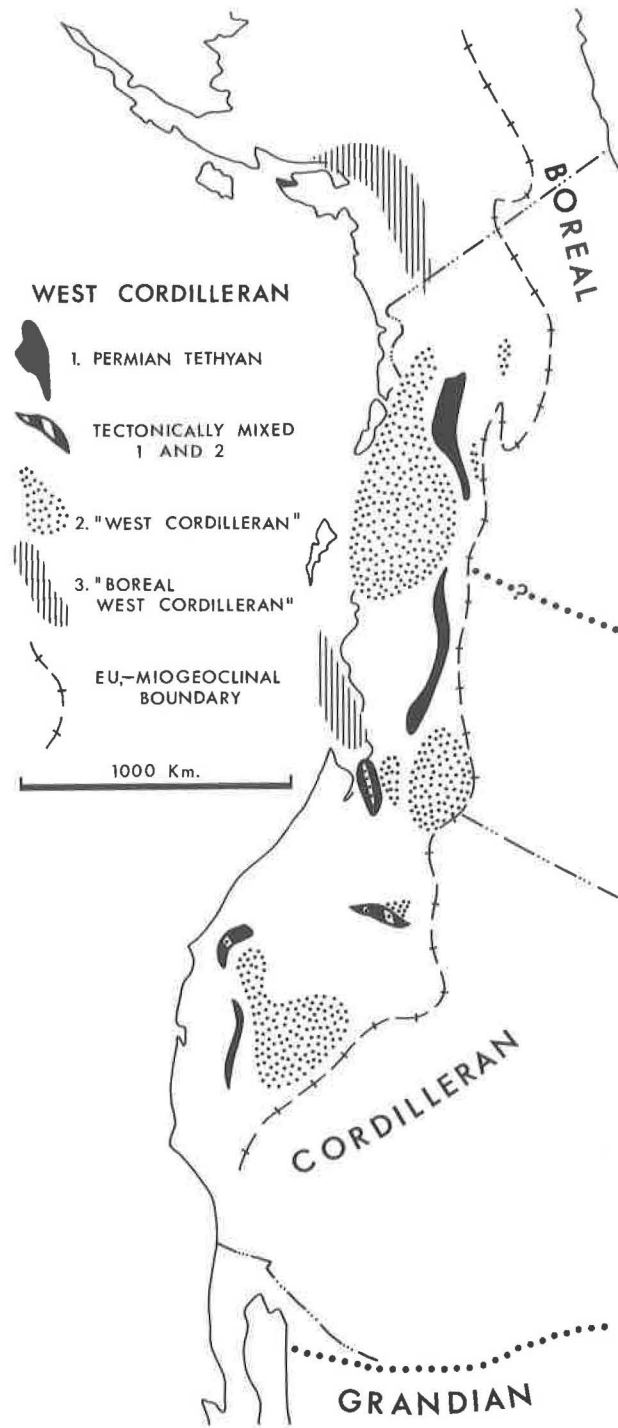 BOREAL
WEST CORDILLERAN
1. PERMIAN TETHYAN
TECTONICALLY MIXED
1 AND 2
2. "WEST CORDILLERAN"
3. "BOREAL
WEST CORDILLERAN"
EU,-MIOGEOCLINAL
BOUNDARY
1000 Km.
?
CORDILLERAN
GRANDIAN